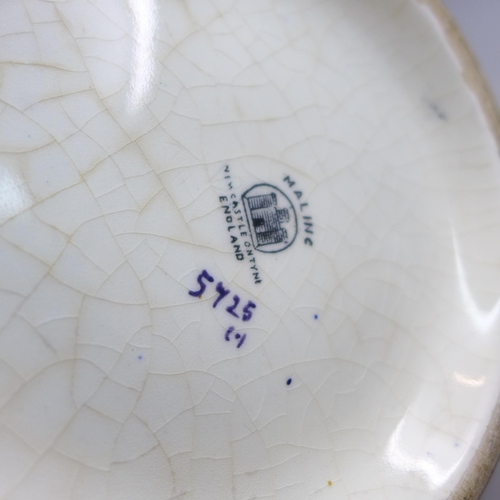 MALING
NEWCASTLE ON TYNE
ENGLAND
5425
(•)